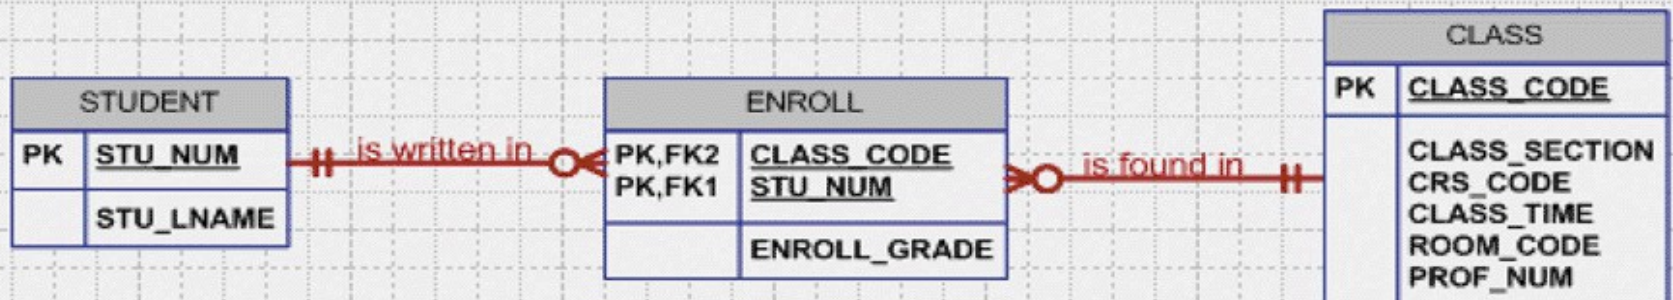 STUDENT
PK STU_NUM
STU_LNAME
is written in
ENROLL
PK,FK2 CLASS_CODE
PK,FK1 STU_NUM
ENROLL_GRADE
is found in
CLASS
PK CLASS_CODE
CLASS_SECTION
CRS_CODE
CLASS_TIME
ROOM_CODE
PROF_NUM